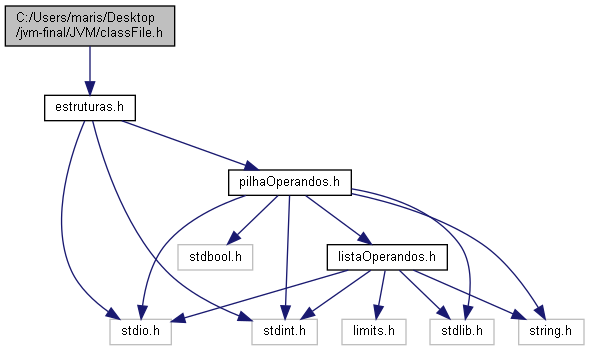 C:/Users/maris/Desktop
/jvm-final/JVM/classFile.h
estruturas.h
pilhaOperandos.h
stdbool.h
listaOperandos.h
stdio.h
stdint.h
limits.h
stdlib.h
string.h